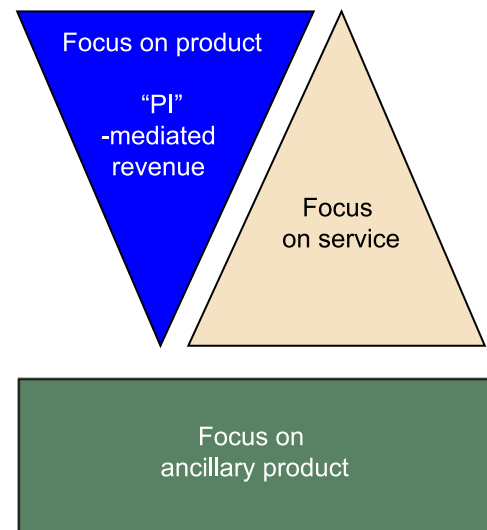 Focus on product
“PI”
-mediated
revenue
Focus
on service
Focus on
ancillary product